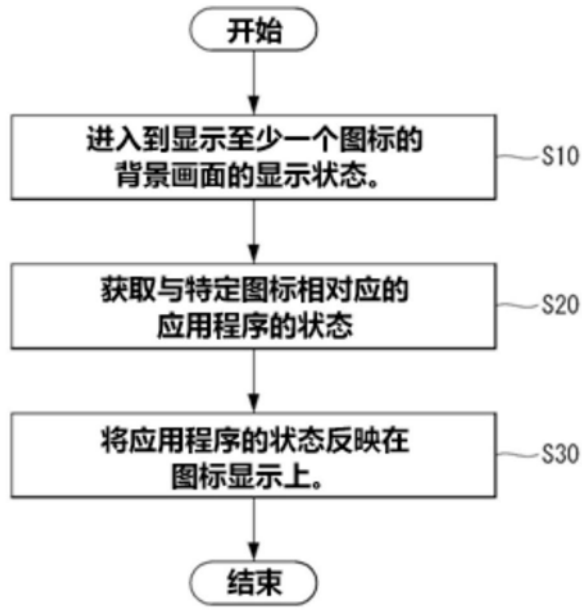 开始
进入到显示至少一个图标的
背景画面的显示状态。
S10
获取与特定图标相对应的
应用程序的状态
S20
将应用程序的状态反映在
图标显示上。
S30
结束